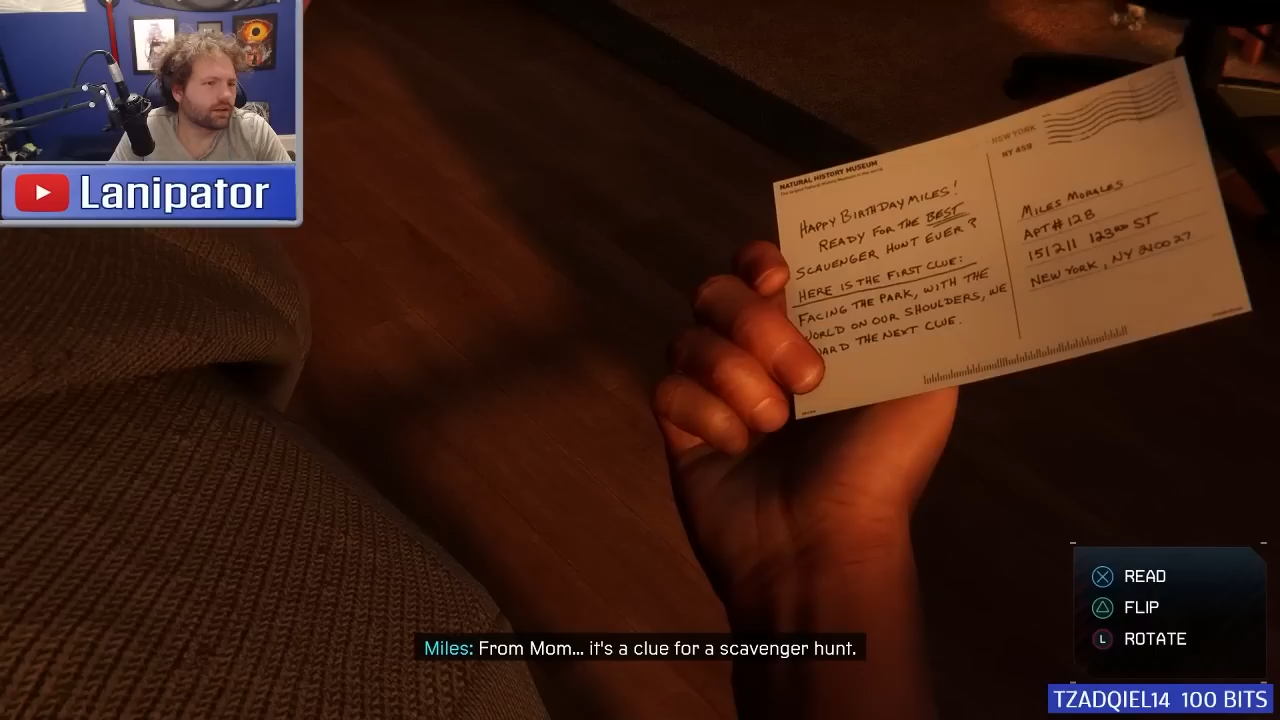 Lanipator
NATURAL HISTORY MUSEUM
HAPPY BIRTHDAY MILES!
READY FOR THE BEST
SCAVENGER HUNT EVER?
HERE IS THE FIRST CLUE:
FACING THE PARK, WITH THE
WORLD ON OUR SHOULDERS, WE
THE NEXT CLUE.
NEW YORK
NY 459
MILES MORALES
APT# 128
151211 123RD ST
NEW YORK, NY 210027
READ
FLIP
L ROTATE
Miles: From Mom... it's a clue for a scavenger hunt.
TZADQIEL14 100 BITS